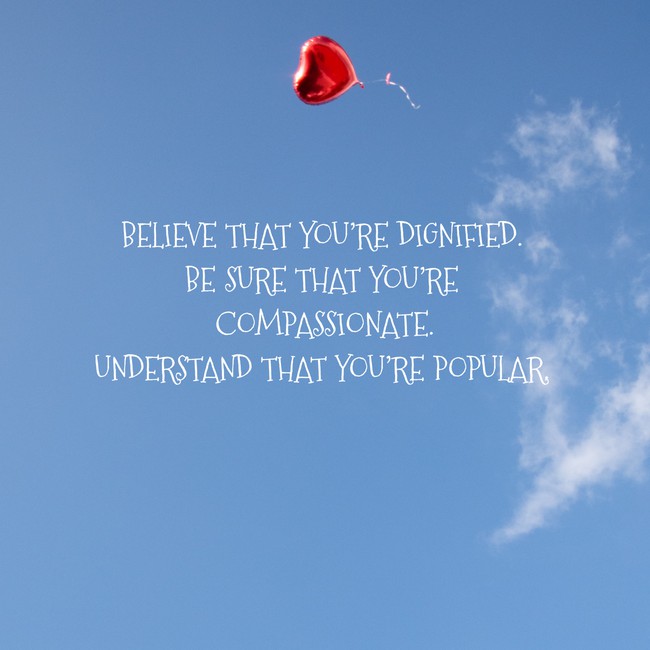 BELIEVE THAT YOU'RE DIGNIFIED.
BE SURE THAT YOU'RE
COMPASSIONATE.
UNDERSTAND THAT YOU'RE POPULAR.